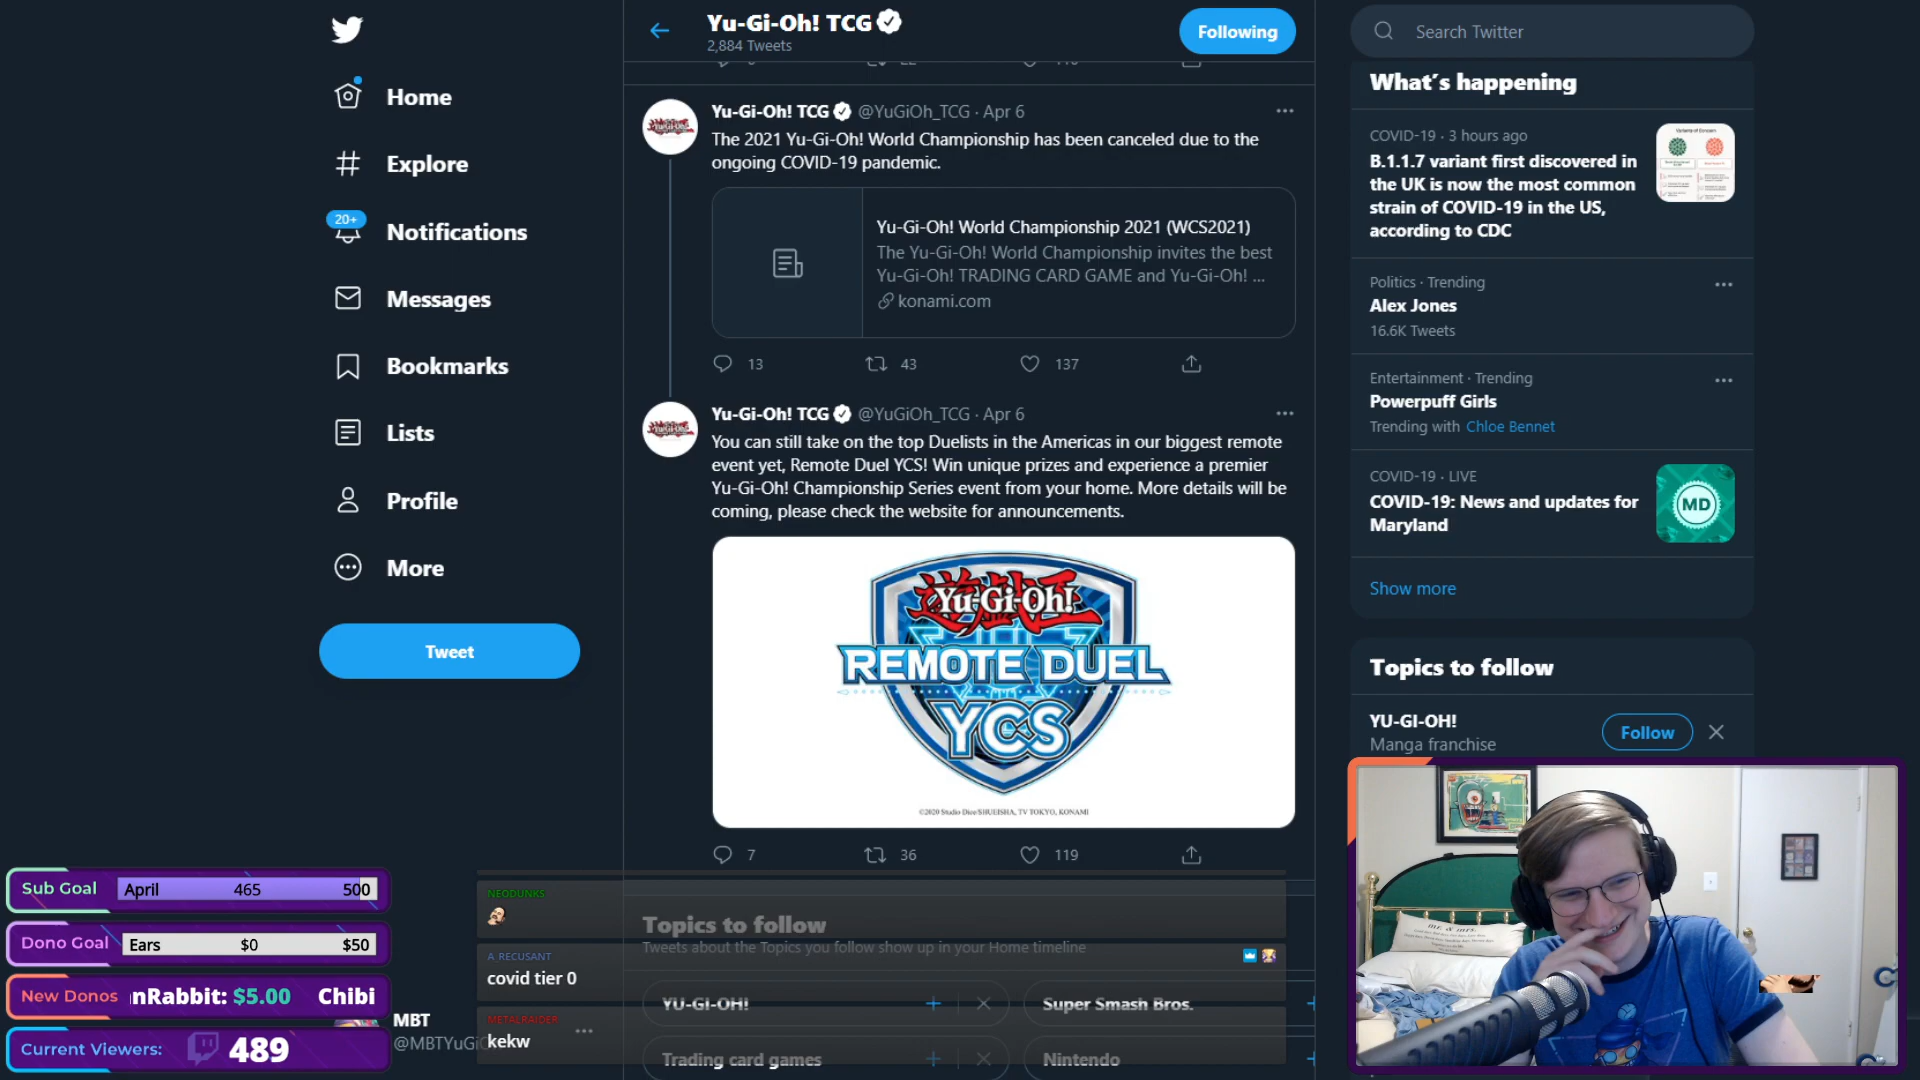 Yu-Gi-Oh! TCG
2,884 Tweets
Following
Search Twitter
Home
Explore
20+
Notifications
Messages
Bookmarks
Lists
Profile
More
Tweet
Yu-Gi-Oh! TCG @YuGiOh_TCG · Apr 6
The 2021 Yu-Gi-Oh! World Championship has been canceled due to the
ongoing COVID-19 pandemic.
Yu-Gi-Oh! World Championship 2021 (WCS2021)
The Yu-Gi-Oh! World Championship invites the best
Yu-Gi-Oh! TRADING CARD GAME and Yu-Gi-Oh! ...
konami.com
13 43 137
Yu-Gi-Oh! TCG @YuGiOh_TCG · Apr 6
You can still take on the top Duelists in the Americas in our biggest remote
event yet, Remote Duel YCS! Win unique prizes and experience a premier
Yu-Gi-Oh! Championship Series event from your home. More details will be
coming, please check the website for announcements.
Yu-Gi-Oh!
REMOTE DUEL
YCS
©2020 Studio Dice/SHUEISHA, TV TOKYO, KONAMI
7 36 119
Topics to follow
Tweets about the Topics you follow show up in your Home timeline
YU-GI-OH!
Super Smash Bros.
Trading card games
Nintendo
What's happening
COVID-19 · 3 hours ago
B.1.1.7 variant first discovered in
the UK is now the most common
strain of COVID-19 in the US,
according to CDC
Politics · Trending
Alex Jones
16.6K Tweets
Entertainment · Trending
Powerpuff Girls
Trending with Chloe Bennet
COVID-19 · LIVE
COVID-19: News and updates for
Maryland
MD
Show more
Topics to follow
YU-GI-OH!
Manga franchise
Follow
Sub Goal April 465 500
Dono Goal Ears $0 $50
New Donos nRabbit: $5.00 Chibi
Current Viewers: 489
MBT
@MBTYuGi
NEODUNKS
A RECUSANT
covid tier 0
METALRAIDER
kekw